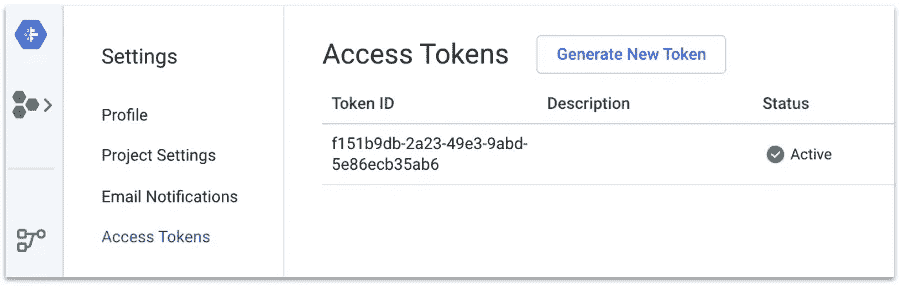 Settings
Profile
Project Settings
Email Notifications
Access Tokens
Access Tokens
Generate New Token
Token ID
Description
Status
f151b9db-2a23-49e3-9abd-
5e86ecb35ab6
Active